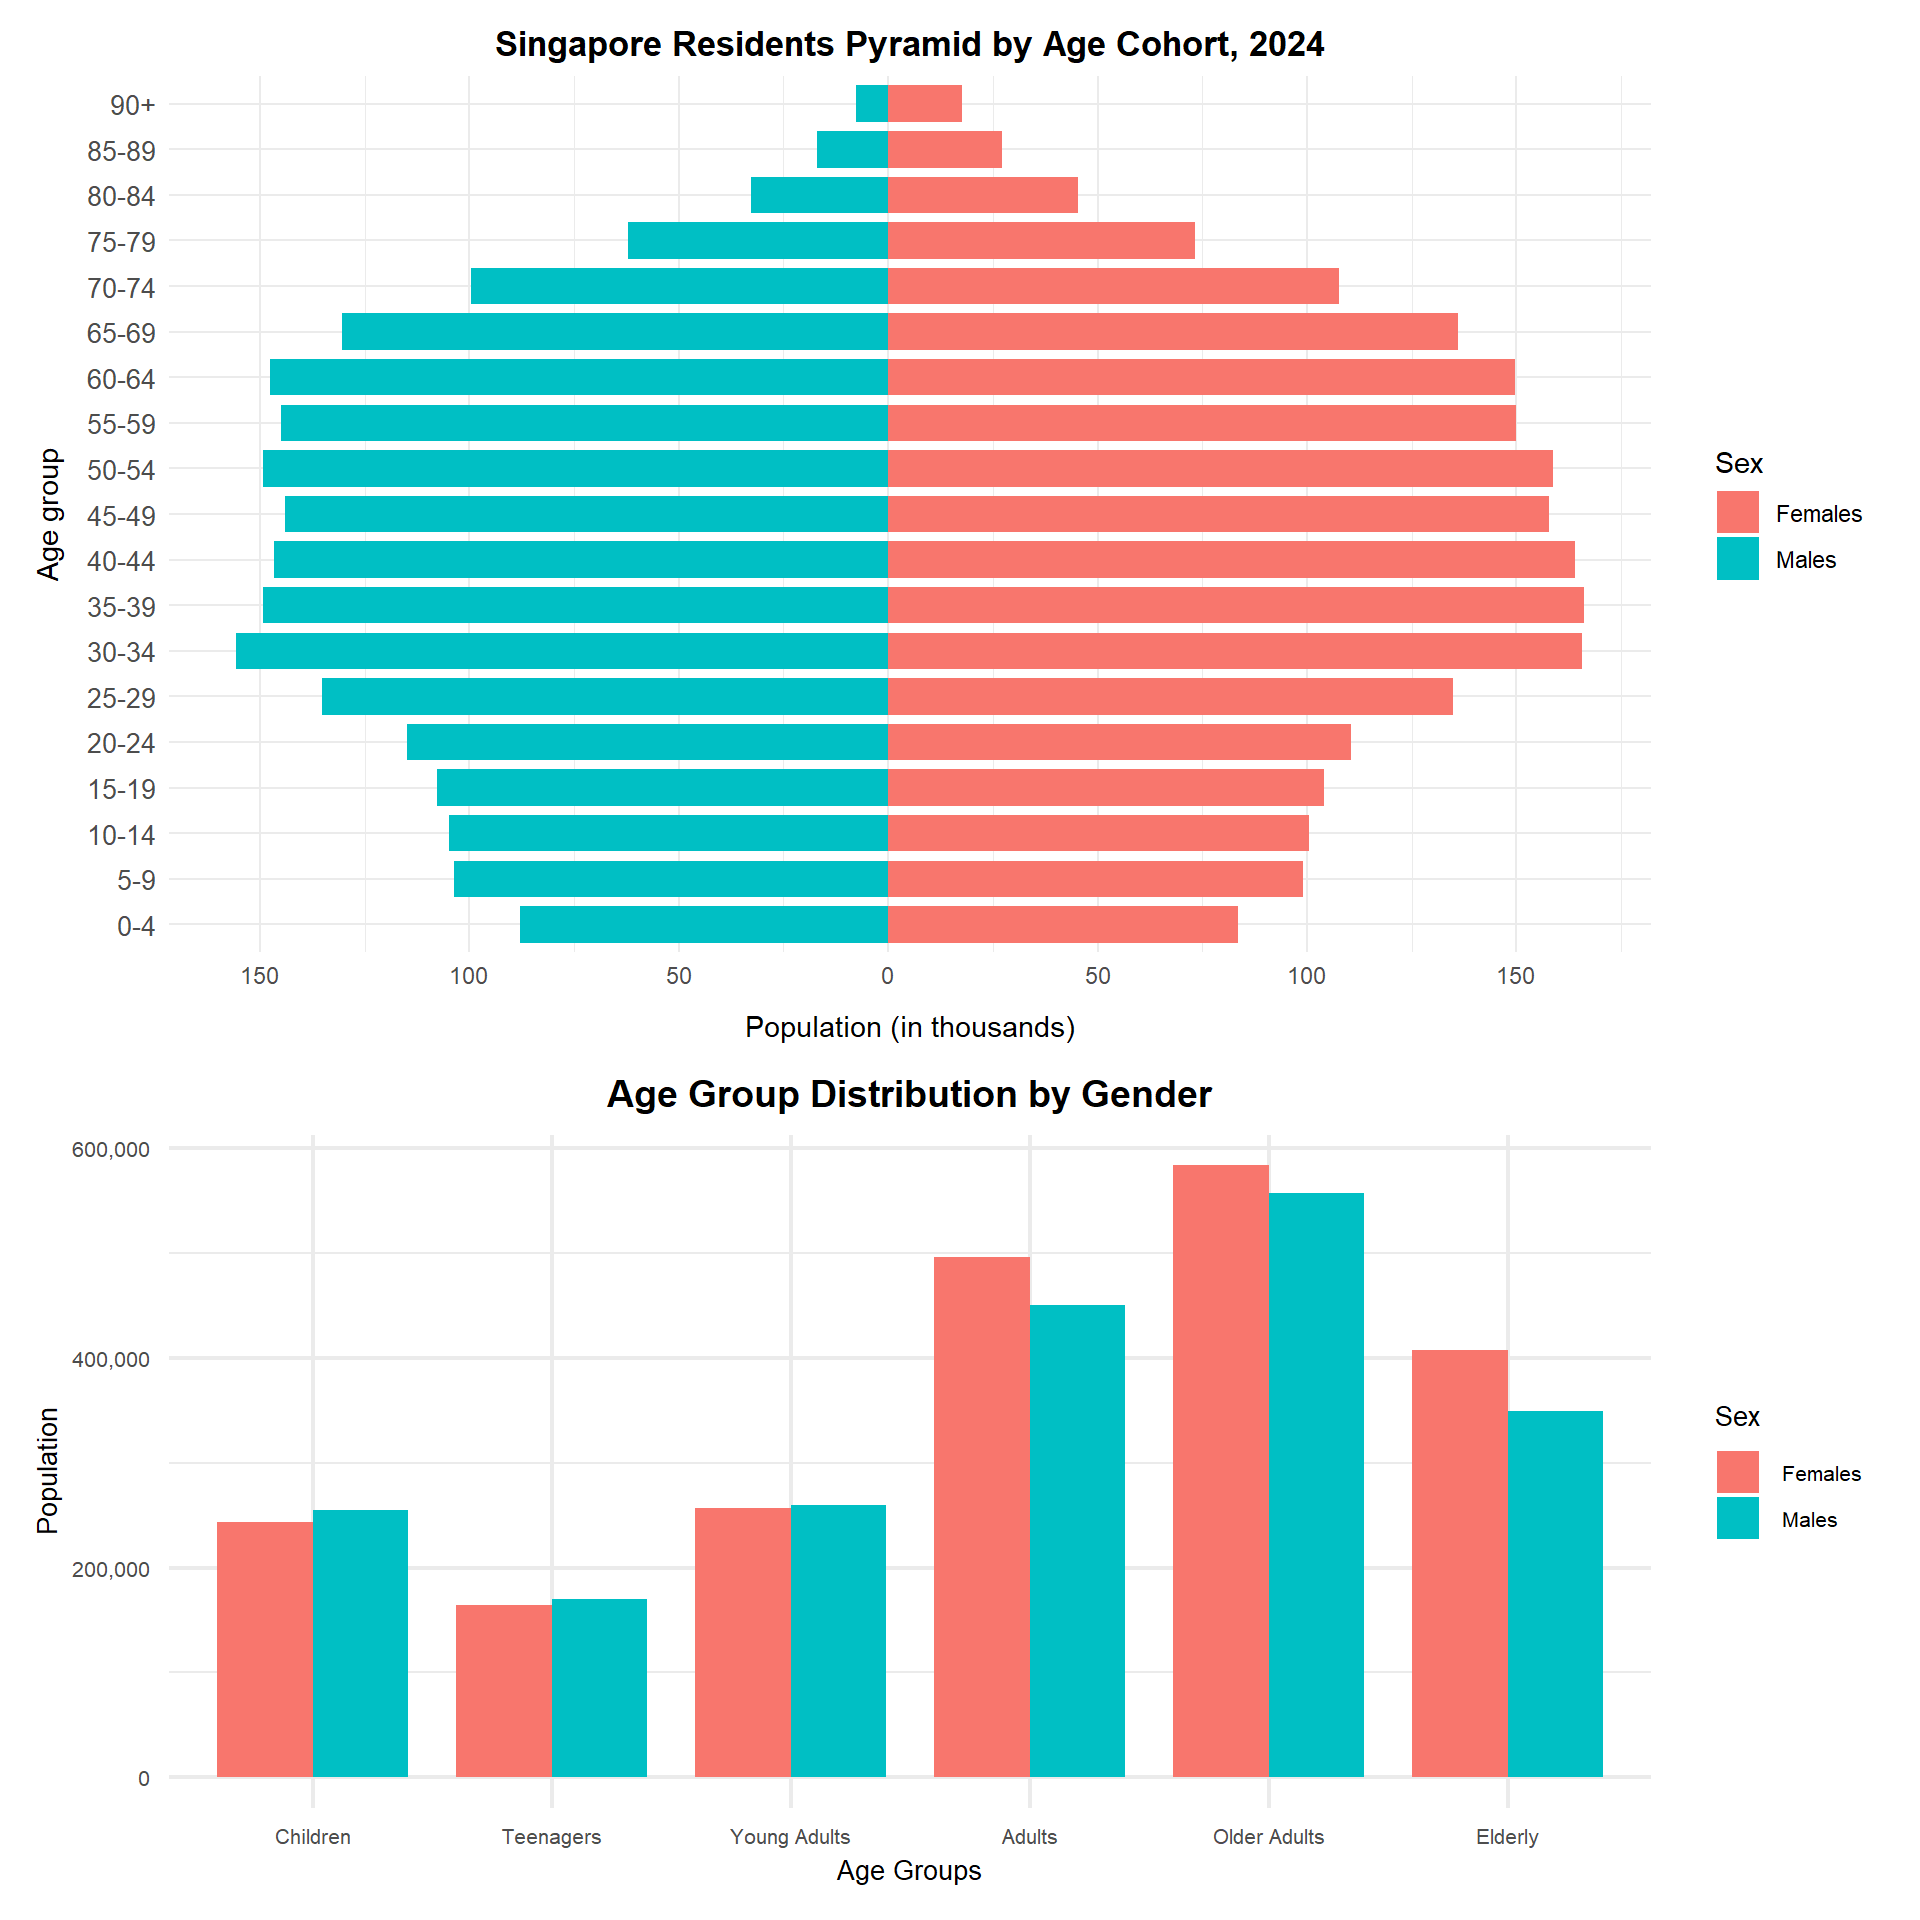 Singapore Residents Pyramid by Age Cohort, 2024
90+
85-89
80-84
75-79
70-74
65-69
60-64
55-59
50-54
45-49
40-44
35-39
30-34
25-29
20-24
15-19
10-14
5-9
0-4
Age group
150 100 50 0 50 100 150
Population (in thousands)
Sex
Females
Males
Age Group Distribution by Gender
600,000
400,000
200,000
0
Population
Children Teenagers Young Adults Adults Older Adults Elderly
Age Groups
Sex
Females
Males